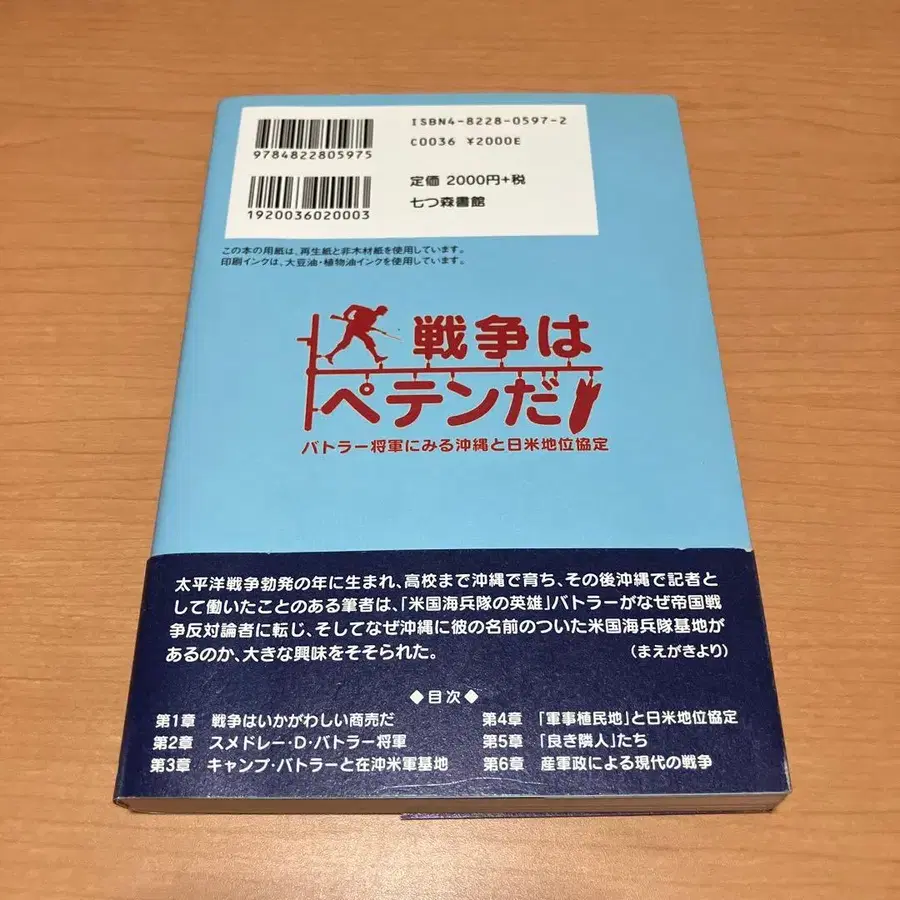 ISBN4-8228-0597-2
C0036 ¥2000E
9784822805975
定価 2000円+税
七つ森書館
1920036020003
この本の用紙は、再生紙と非木材紙を使用しています。
印刷インクは、大豆油・植物油インクを使用しています。
戦争は
ペテンだ
バトラー将軍にみる沖縄と日米地位協定
太平洋戦争勃発の年に生まれ、高校まで沖縄で育ち、その後沖縄で記者と
して働いたことのある筆者は、「米国海兵隊の英雄」バトラーがなぜ帝国戦
争反対論者に転じ、そしてなぜ沖縄に彼の名前のついた米国海兵隊基地が
あるのか、大きな興味をそそられた。 (まえがきより)
◆目次◆
第1章 戦争はいかがわしい商売だ
第2章 スメドレー・D・バトラー将軍
第3章 キャンプ・バトラーと在沖米軍基地
第4章 「軍事植民地」と日米地位協定
第5章 「良き隣人」たち
第6章 産軍政による現代の戦争